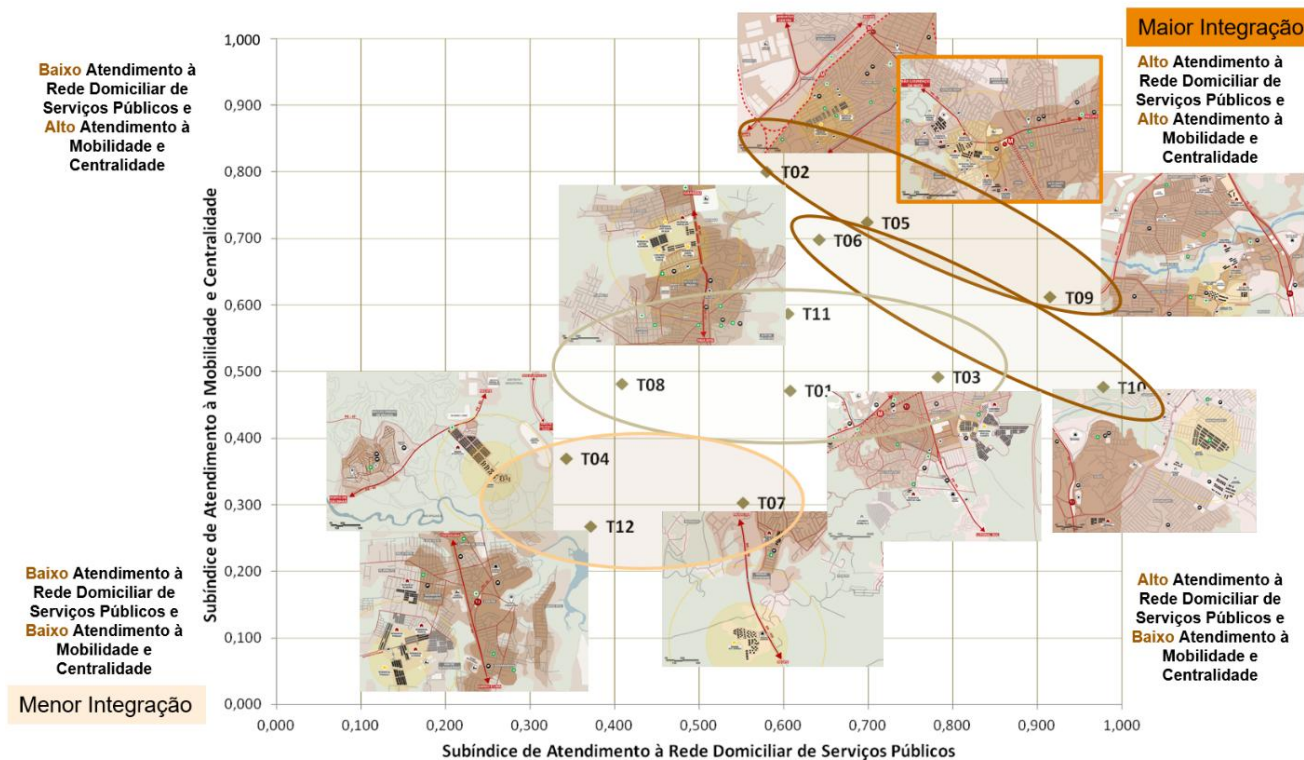 Maior Integração
Baixo Atendimento à
Rede Domiciliar de
Serviços Públicos e
Alto Atendimento à
Mobilidade e
Centralidade
Alto Atendimento à
Rede Domiciliar de
Serviços Públicos e
Alto Atendimento à
Mobilidade e
Centralidade
Subíndice de Atendimento à Mobilidade e Centralidade
1,000
0,900
0,800
0,700
0,600
0,500
0,400
0,300
0,200
0,100
0,000
T02
T05
T06
T09
T11
T03
T10
T08
T01
T04
T07
T12
Baixo Atendimento à
Rede Domiciliar de
Serviços Públicos e
Baixo Atendimento à
Mobilidade e
Centralidade
Menor Integração
Alto Atendimento à
Rede Domiciliar de
Serviços Públicos e
Baixo Atendimento à
Mobilidade e
Centralidade
0,000 0,100 0,200 0,300 0,400 0,500 0,600 0,700 0,800 0,900 1,000
Subíndice de Atendimento à Rede Domiciliar de Serviços Públicos